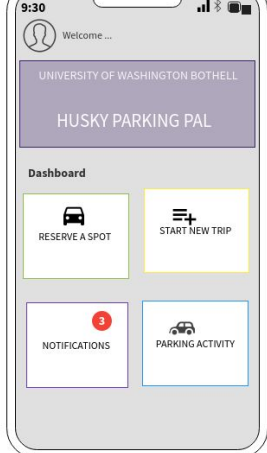 9:30
Welcome ...
UNIVERSITY OF WASHINGTON BOTHELL
HUSKY PARKING PAL
Dashboard
RESERVE A SPOT
START NEW TRIP
3
NOTIFICATIONS
PARKING ACTIVITY